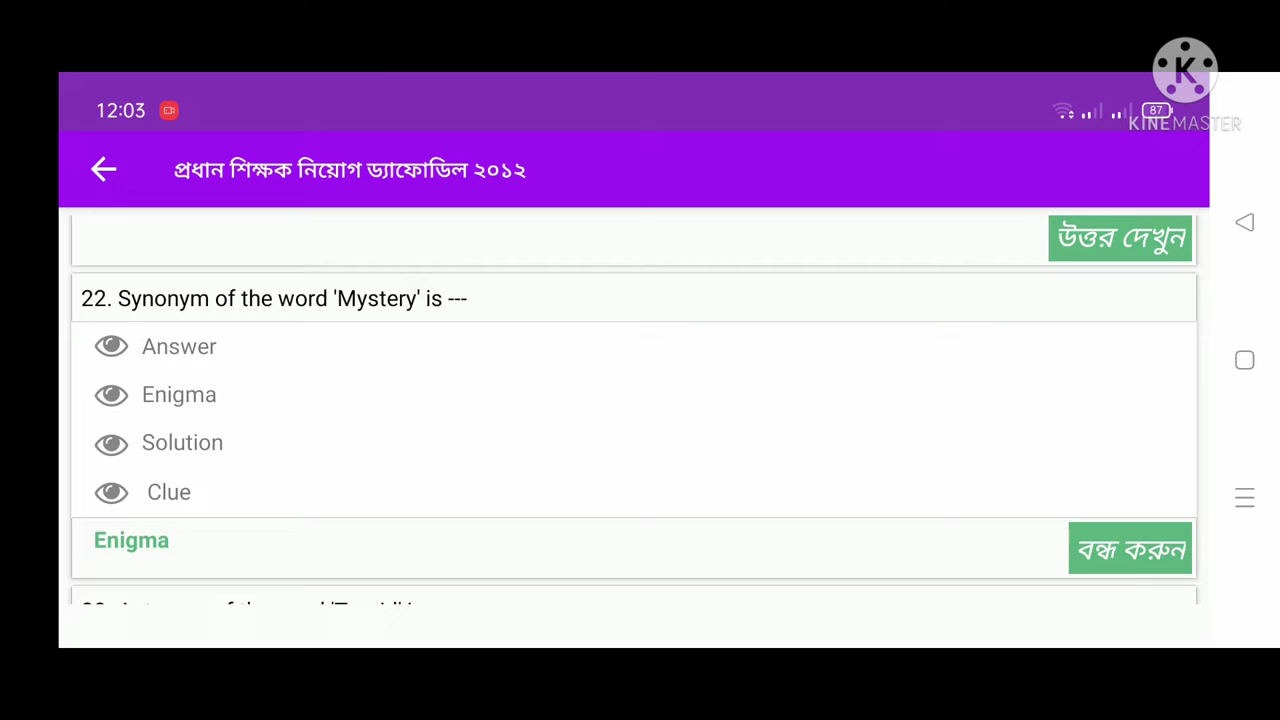 12:03
87
KINEMASTER
প্রধান শিক্ষক নিয়োগ ড্যাফোডিল ২০১২
উত্তর দেখুন
22. Synonym of the word 'Mystery' is ---
Answer
Enigma
Solution
Clue
Enigma
বন্ধ করুন